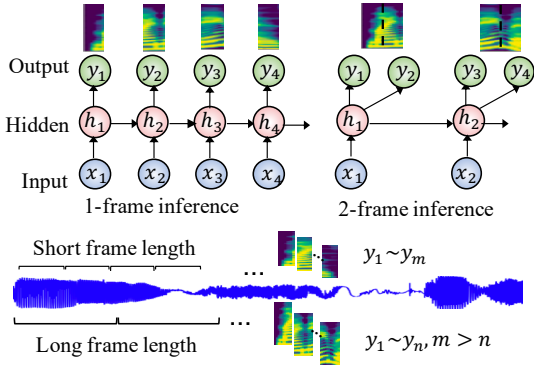 Output y₁ y₂ y₃ y₄ y₁ y₂ y₃ y₄
Hidden h₁ h₂ h₃ h₄ h₁ h₂
Input x₁ x₂ x₃ x₄ x₁ x₂
1-frame inference 2-frame inference
Short frame length ... y₁~yₘ
Long frame length ... y₁~yₙ, m > n